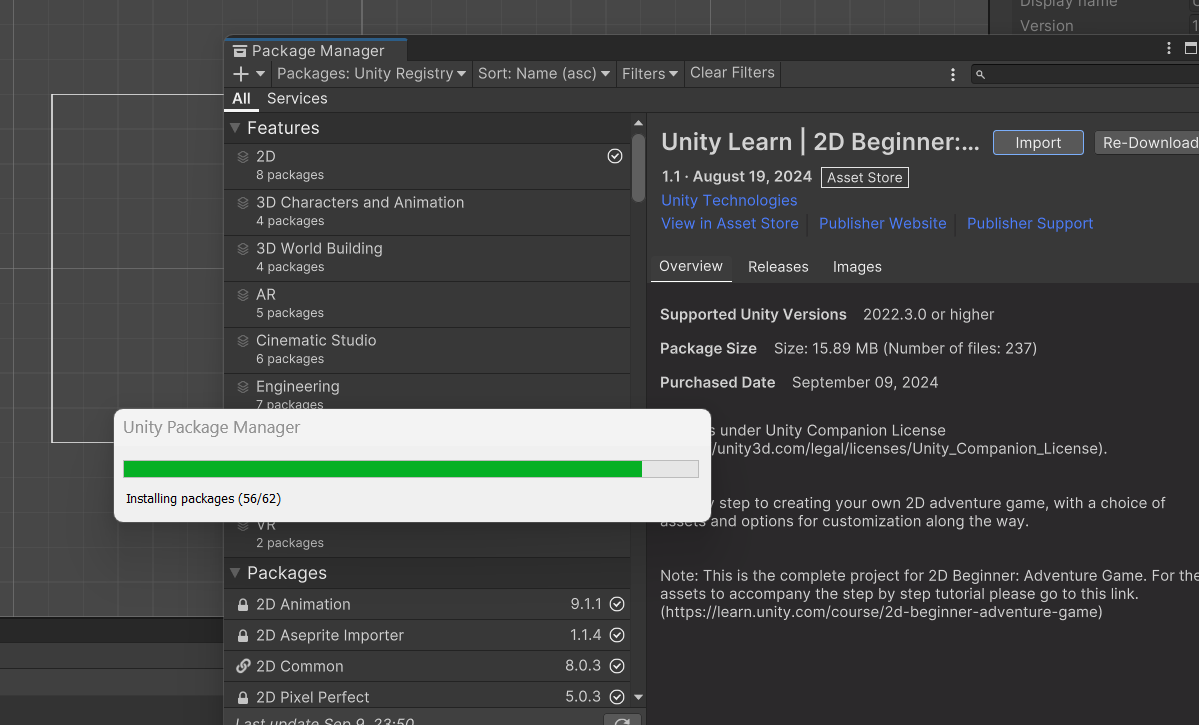 Display name
Version
Package Manager
Packages: Unity Registry
Sort: Name (asc)
Filters
Clear Filters
All
Services
Features
2D
8 packages
3D Characters and Animation
4 packages
3D World Building
4 packages
AR
5 packages
Cinematic Studio
6 packages
Engineering
7 packages
VR
2 packages
Packages
2D Animation 9.1.1
2D Aseprite Importer 1.1.4
2D Common 8.0.3
2D Pixel Perfect 5.0.3
Last update Sep 9, 23:50
Unity Learn | 2D Beginner:...
Import
Re-Download
1.1 · August 19, 2024
Asset Store
Unity Technologies
View in Asset Store
Publisher Website
Publisher Support
Overview
Releases
Images
Supported Unity Versions 2022.3.0 or higher
Package Size Size: 15.89 MB (Number of files: 237)
Purchased Date September 09, 2024
under Unity Companion License
/unity3d.com/legal/licenses/Unity_Companion_License).
step to creating your own 2D adventure game, with a choice of
assets and options for customization along the way.
Note: This is the complete project for 2D Beginner: Adventure Game. For the
assets to accompany the step by step tutorial please go to this link.
(https://learn.unity.com/course/2d-beginner-adventure-game)
Unity Package Manager
Installing packages (56/62)